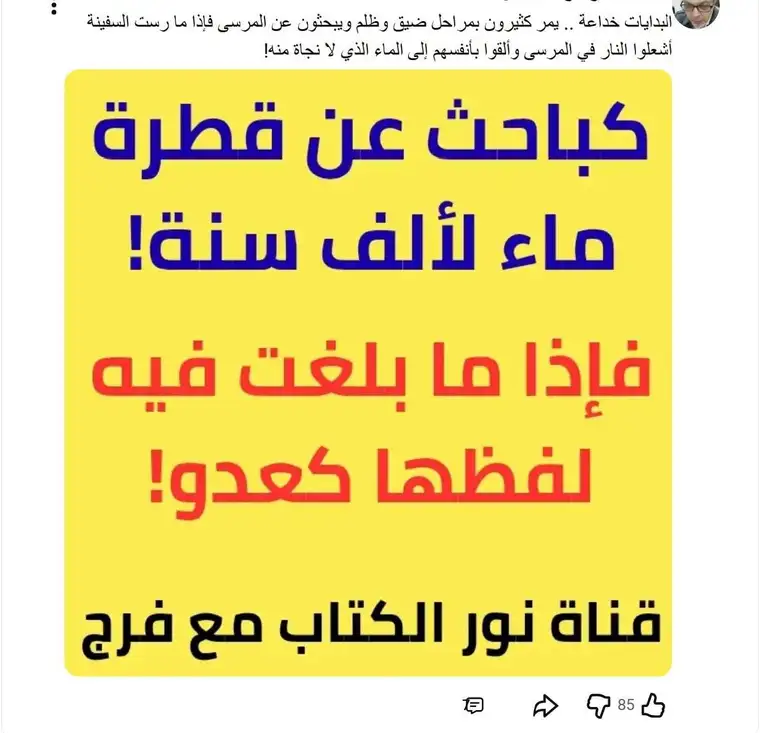 البدايات خداعة .. يمر كثيرون بمراحل ضيق وظلم ويبحثون عن المرسى فإذا ما رست السفينة
أشعلوا النار في المرسى وألقوا بأنفسهم إلى الماء الذي لا نجاة منه!
كباحث عن قطرة
ماء لألف سنة!
فإذا ما بلغت فيه
لفظها كعدو!
قناة نور الكتاب مع فرج
85